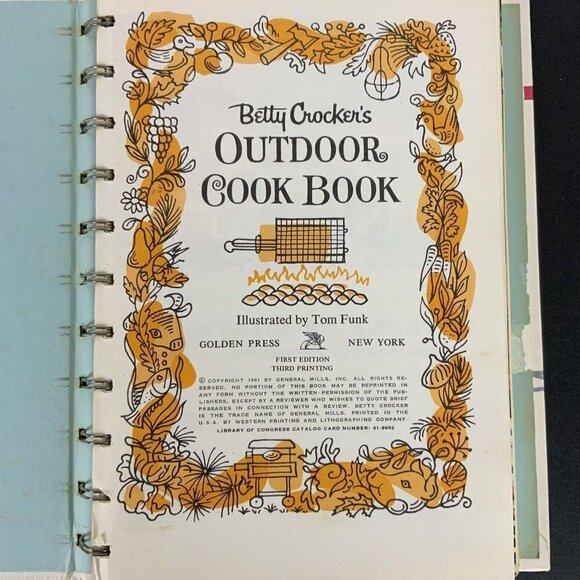 Betty Crocker's
OUTDOOR
COOK BOOK
Illustrated by Tom Funk
GOLDEN PRESS NEW YORK
FIRST EDITION
THIRD PRINTING
© COPYRIGHT 1961 BY GENERAL MILLS, INC. ALL RIGHTS RE-
SERVED. NO PORTION OF THIS BOOK MAY BE REPRINTED IN
ANY FORM WITHOUT THE WRITTEN-PERMISSION OF THE PUB-
LISHERS, EXCEPT BY A REVIEWER WHO WISHES TO QUOTE BRIEF
PASSAGES IN CONNECTION WITH A REVIEW. BETTY CROCKER
IS THE TRADE NAME OF GENERAL MILLS. PRINTED IN THE
U.S.A. BY WESTERN PRINTING AND LITHOGRAPHING COMPANY.
LIBRARY OF CONGRESS CATALOG CARD NUMBER: 61-9892